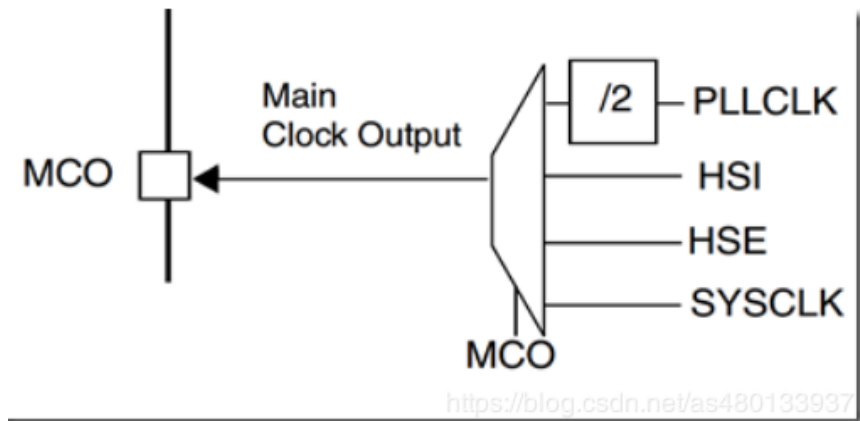 Main
Clock Output
/2
PLLCLK
MCO
HSI
HSE
SYSCLK
MCO
https://blog.csdn.net/as480133937